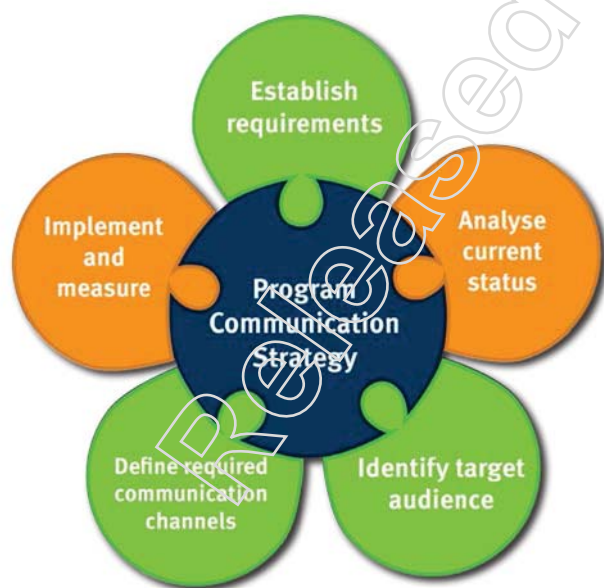 Establish
requirements
Analyse
current
status
Identify target
audience
Define required
communication
channels
Implement
and
measure
Program
Communication
Strategy
Released